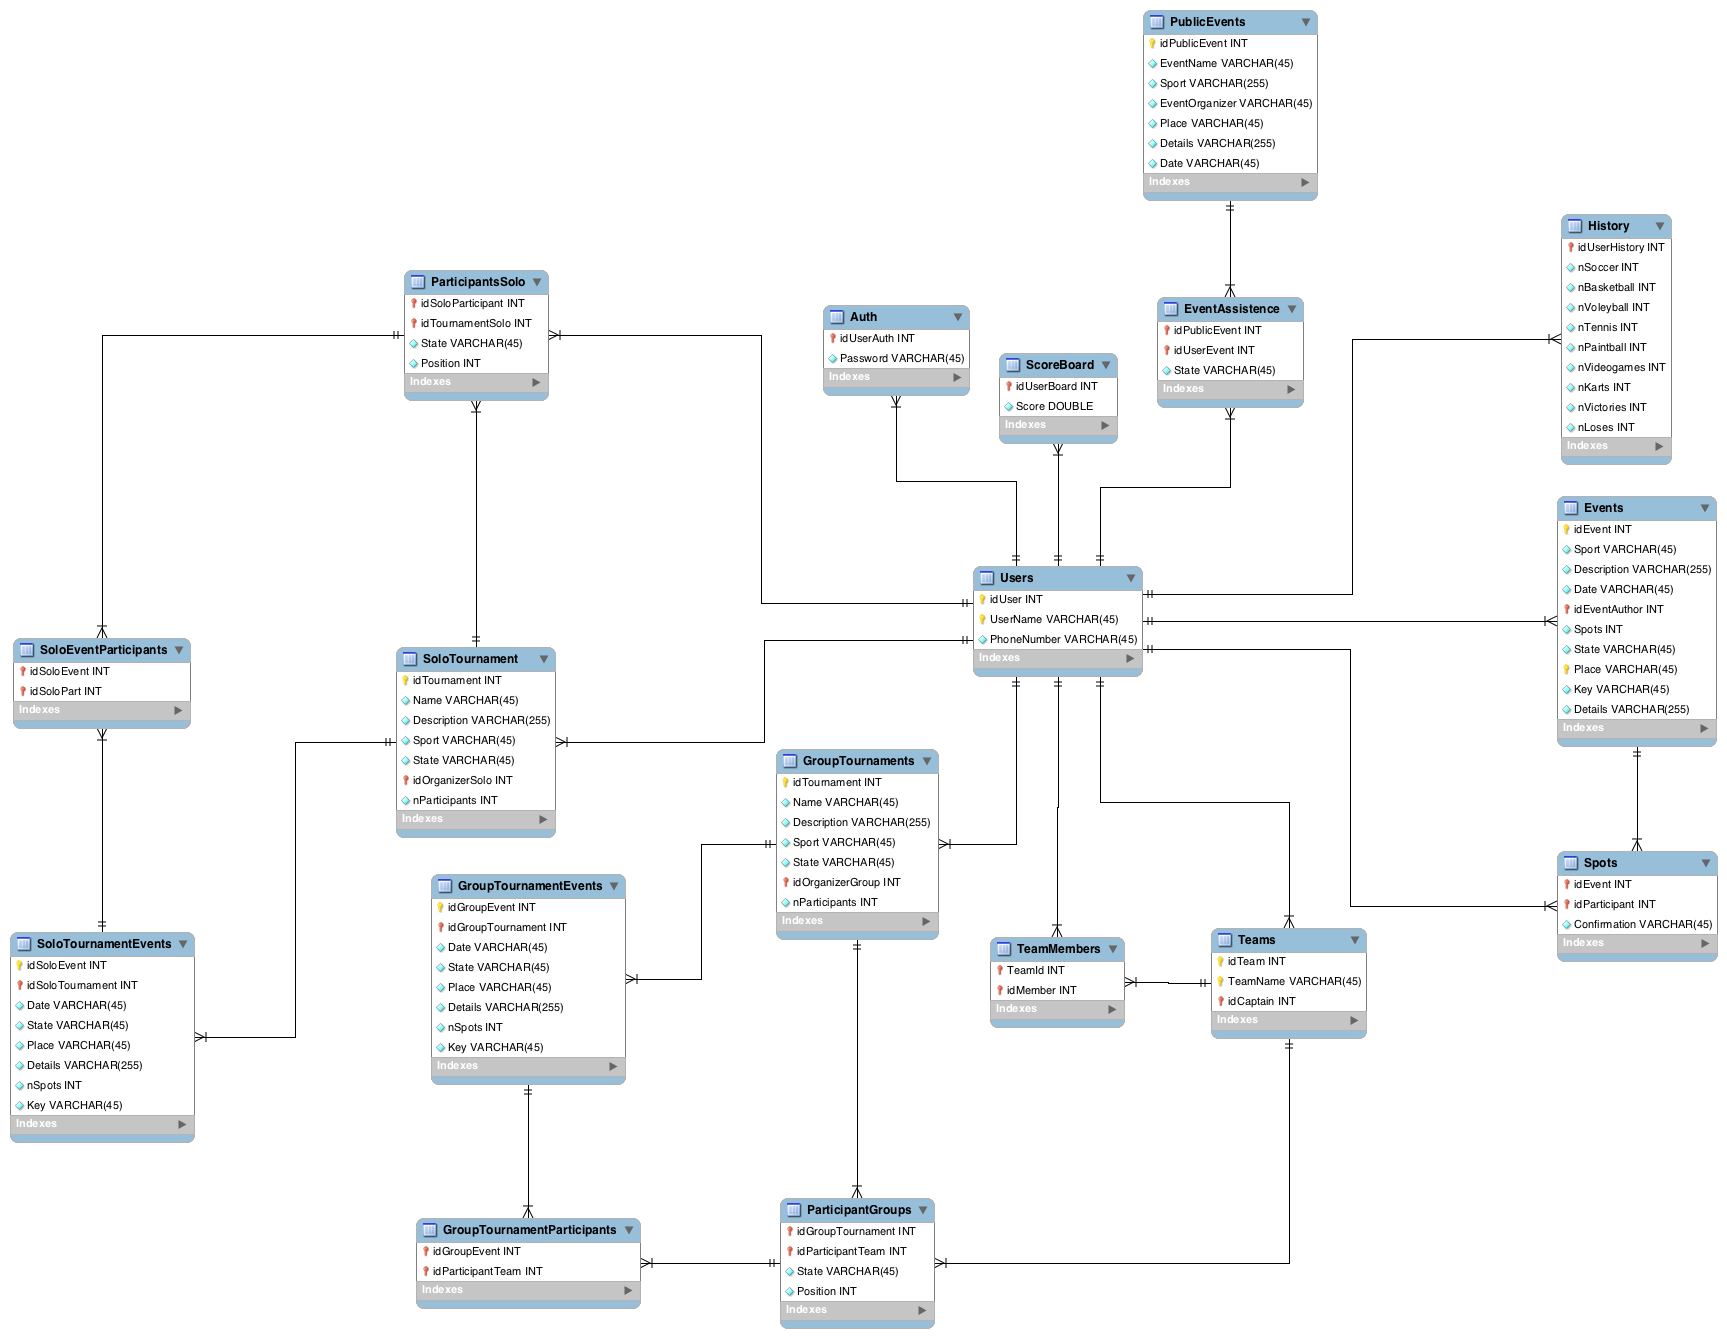 PublicEvents
idPublicEvent INT
EventName VARCHAR(45)
Sport VARCHAR(255)
EventOrganizer VARCHAR(45)
Place VARCHAR(45)
Details VARCHAR(255)
Date VARCHAR(45)
Indexes
History
idUserHistory INT
nSoccer INT
nBasketball INT
nVoleyball INT
nTennis INT
nPaintball INT
nVideogames INT
nKarts INT
nVictories INT
nLoses INT
Indexes
ParticipantsSolo
idSoloParticipant INT
idTournamentSolo INT
State VARCHAR(45)
Position INT
Indexes
Auth
idUserAuth INT
Password VARCHAR(45)
Indexes
ScoreBoard
idUserBoard INT
Score DOUBLE
Indexes
EventAssistence
idPublicEvent INT
idUserEvent INT
State VARCHAR(45)
Indexes
Events
idEvent INT
Sport VARCHAR(45)
Description VARCHAR(255)
Date VARCHAR(45)
idEventAuthor INT
Spots INT
State VARCHAR(45)
Place VARCHAR(45)
Key VARCHAR(45)
Details VARCHAR(255)
Indexes
Users
idUser INT
UserName VARCHAR(45)
PhoneNumber VARCHAR(45)
Indexes
SoloEventParticipants
idSoloEvent INT
idSoloPart INT
Indexes
SoloTournament
idTournament INT
Name VARCHAR(45)
Description VARCHAR(255)
Sport VARCHAR(45)
State VARCHAR(45)
idOrganizerSolo INT
nParticipants INT
Indexes
GroupTournaments
idTournament INT
Name VARCHAR(45)
Description VARCHAR(255)
Sport VARCHAR(45)
State VARCHAR(45)
idOrganizerGroup INT
nParticipants INT
Indexes
Spots
idEvent INT
idParticipant INT
Confirmation VARCHAR(45)
Indexes
GroupTournamentEvents
idGroupEvent INT
idGroupTournament INT
Date VARCHAR(45)
State VARCHAR(45)
Place VARCHAR(45)
Details VARCHAR(255)
nSpots INT
Key VARCHAR(45)
Indexes
SoloTournamentEvents
idSoloEvent INT
idSoloTournament INT
Date VARCHAR(45)
State VARCHAR(45)
Place VARCHAR(45)
Details VARCHAR(255)
nSpots INT
Key VARCHAR(45)
Indexes
TeamMembers
TeamId INT
idMember INT
Indexes
Teams
idTeam INT
TeamName VARCHAR(45)
idCaptain INT
Indexes
GroupTournamentParticipants
idGroupEvent INT
idParticipantTeam INT
Indexes
ParticipantGroups
idGroupTournament INT
idParticipantTeam INT
State VARCHAR(45)
Position INT
Indexes